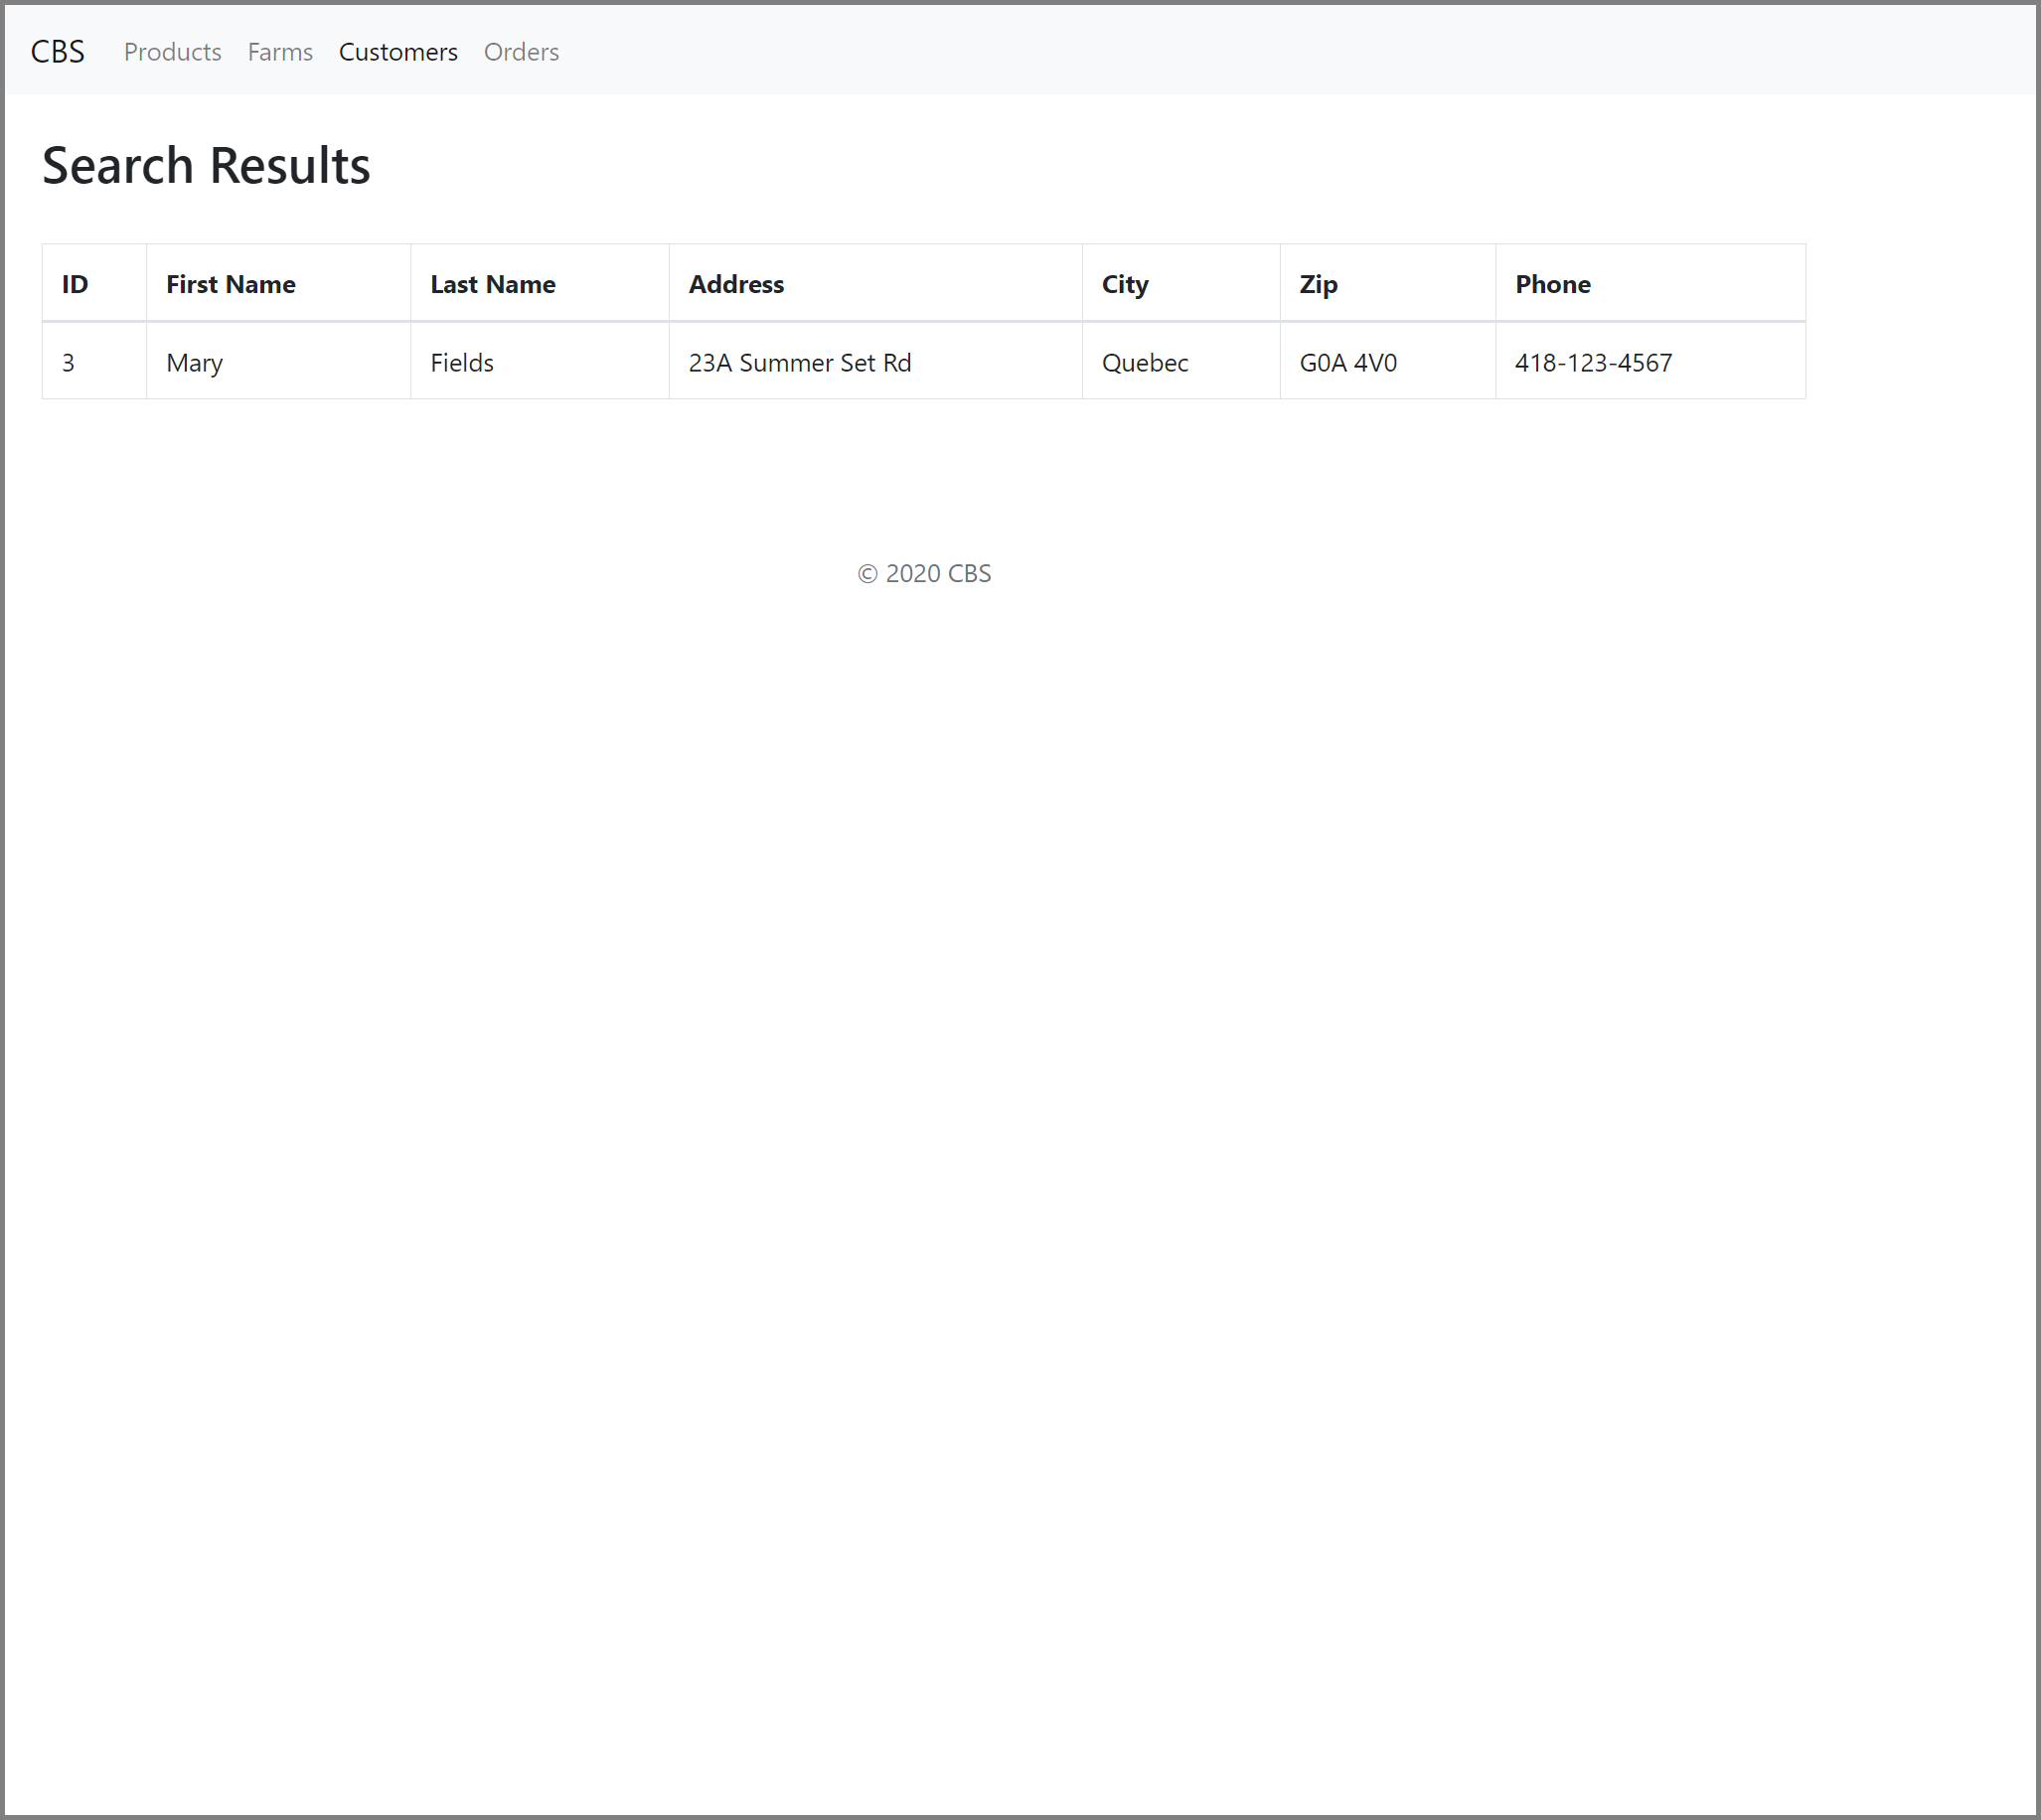 CBS Products Farms Customers Orders
Search Results
ID First Name Last Name Address City Zip Phone
3 Mary Fields 23A Summer Set Rd Quebec G0A 4V0 418-123-4567
© 2020 CBS